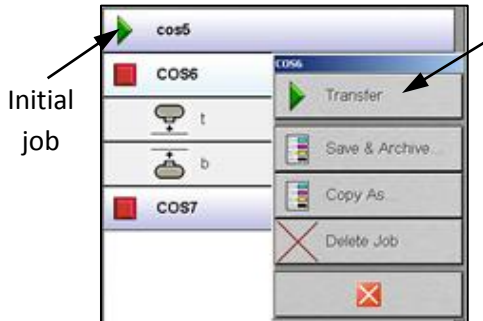 cos5
COS6
t
b
COS7
Initial
job
COS6
Transfer
Save & Archive...
Copy As...
Delete Job